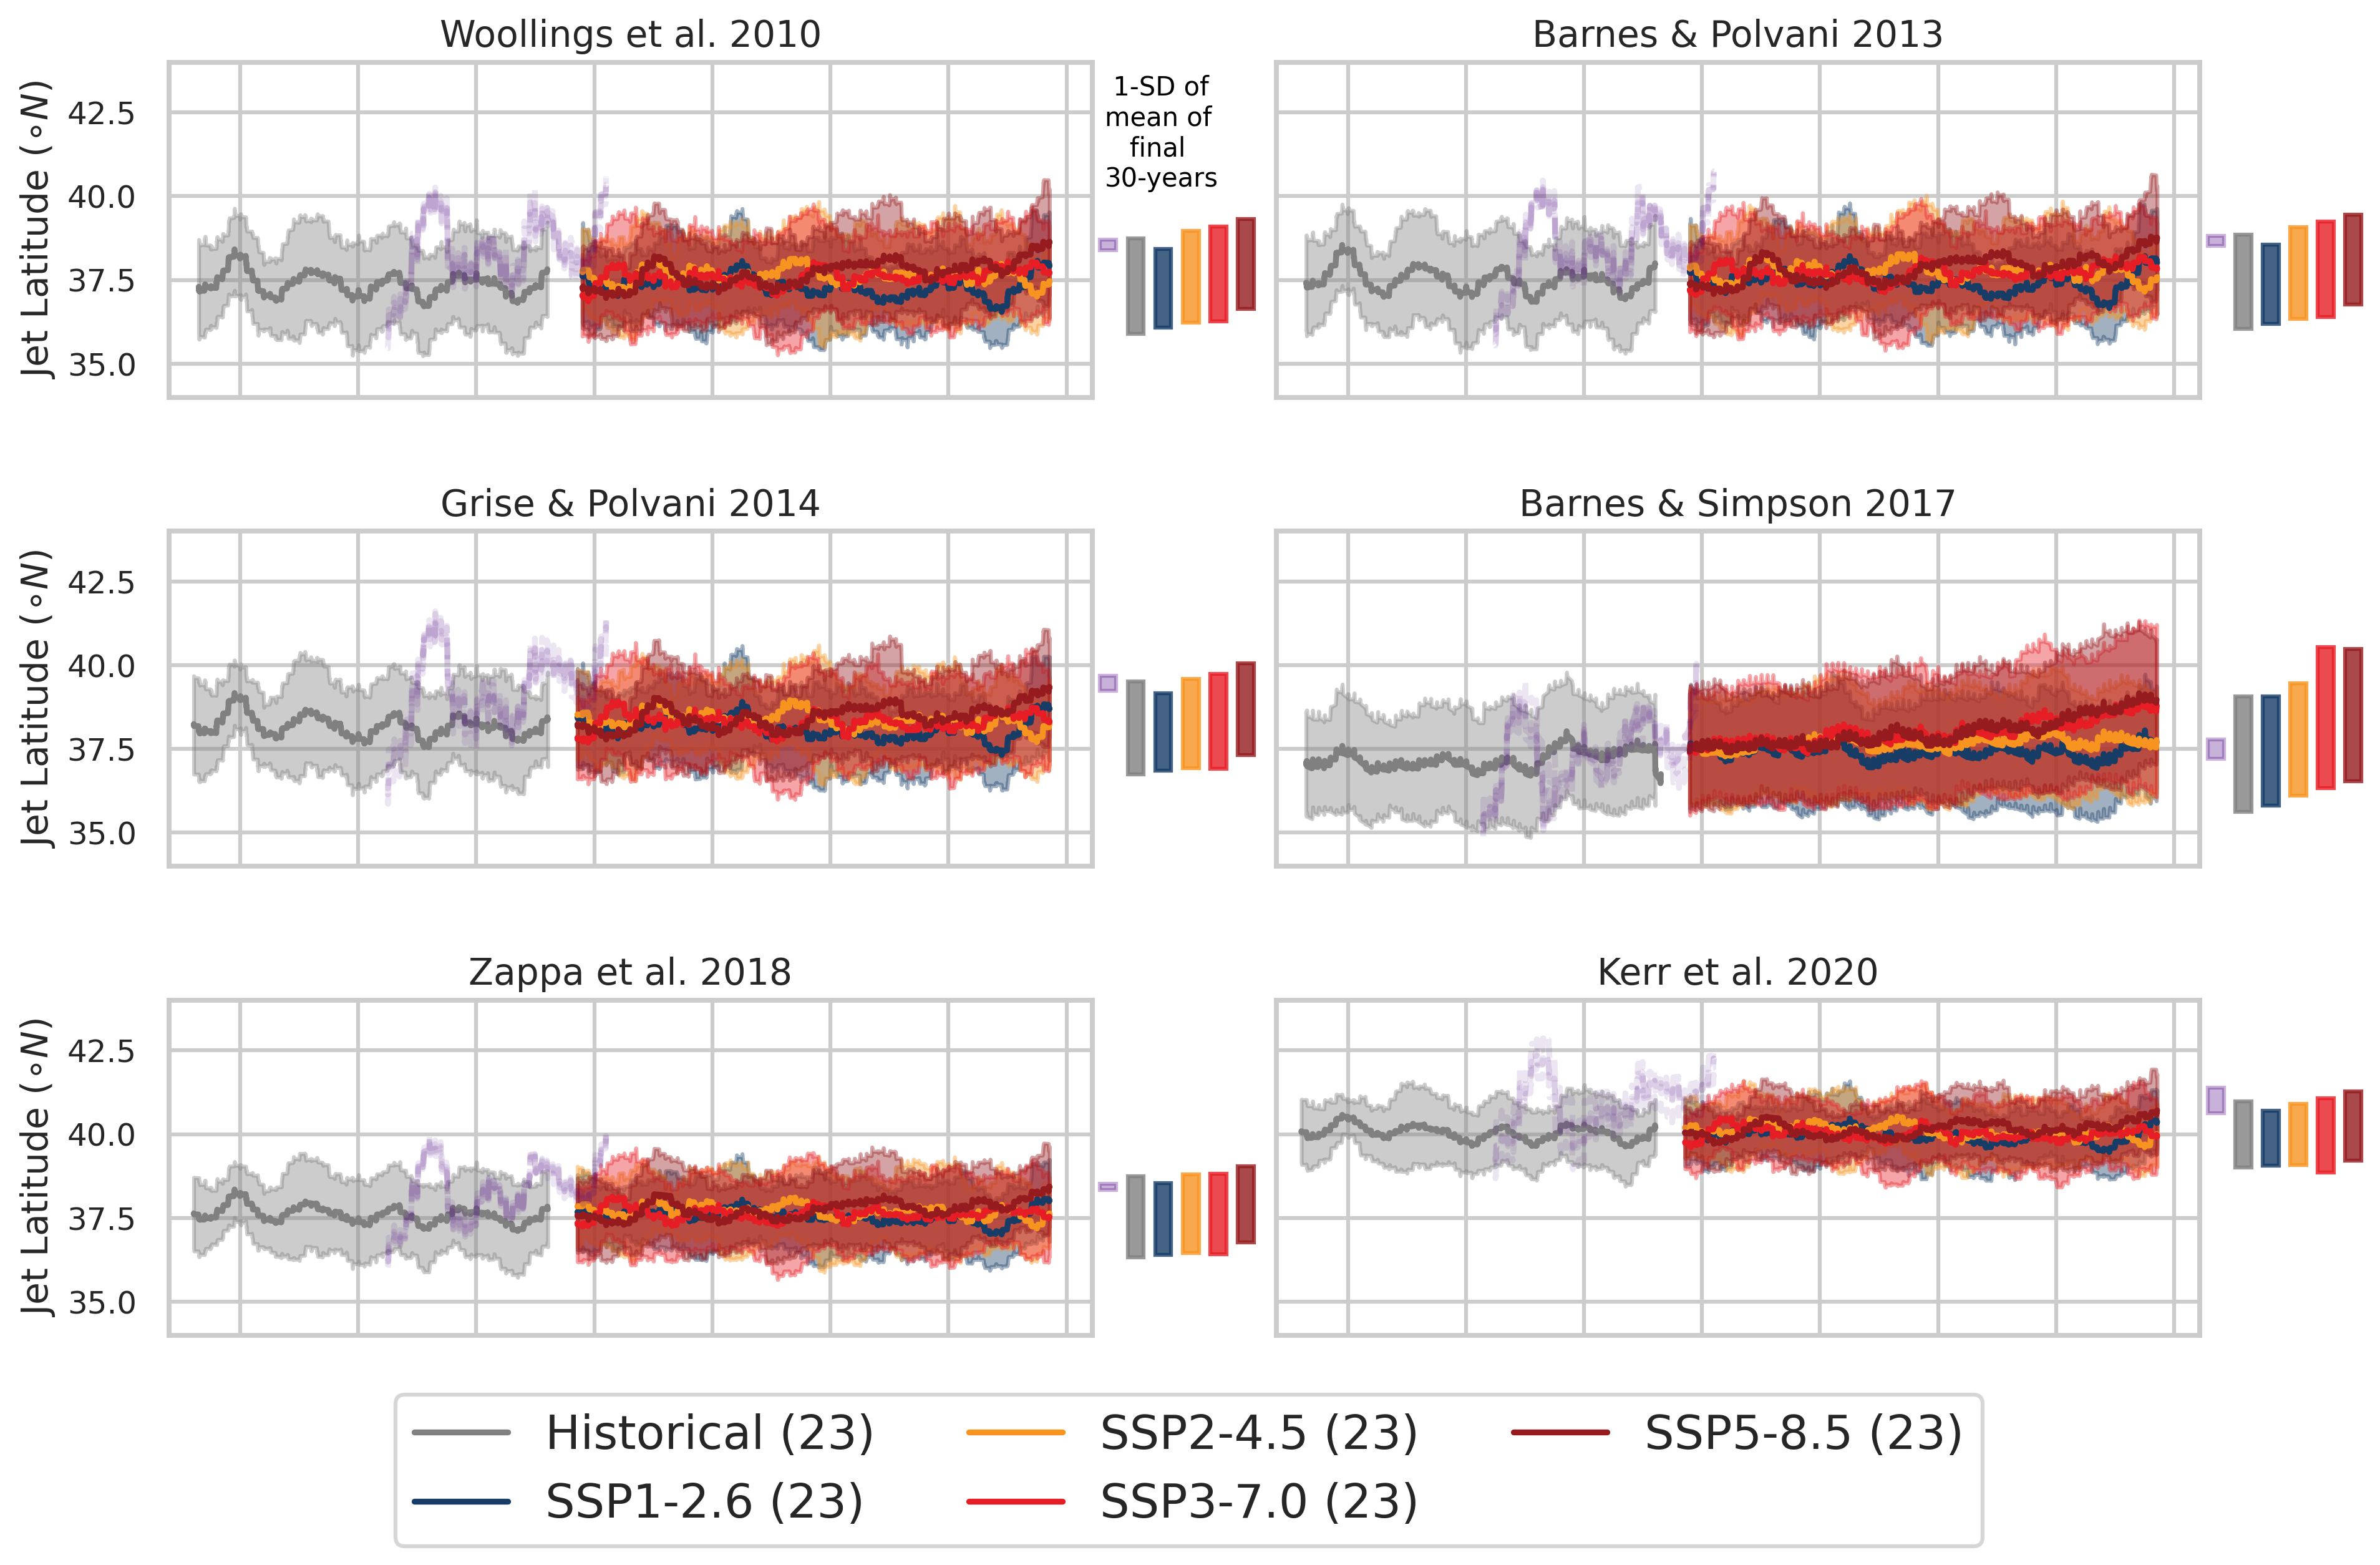 Woollings et al. 2010
Barnes & Polvani 2013
Jet Latitude (∘N)
42.5
40.0
37.5
35.0
1-SD of
mean of
final
30-years
Grise & Polvani 2014
Barnes & Simpson 2017
Jet Latitude (∘N)
42.5
40.0
37.5
35.0
Zappa et al. 2018
Kerr et al. 2020
Jet Latitude (∘N)
42.5
40.0
37.5
35.0
Historical (23)
SSP1-2.6 (23)
SSP2-4.5 (23)
SSP3-7.0 (23)
SSP5-8.5 (23)